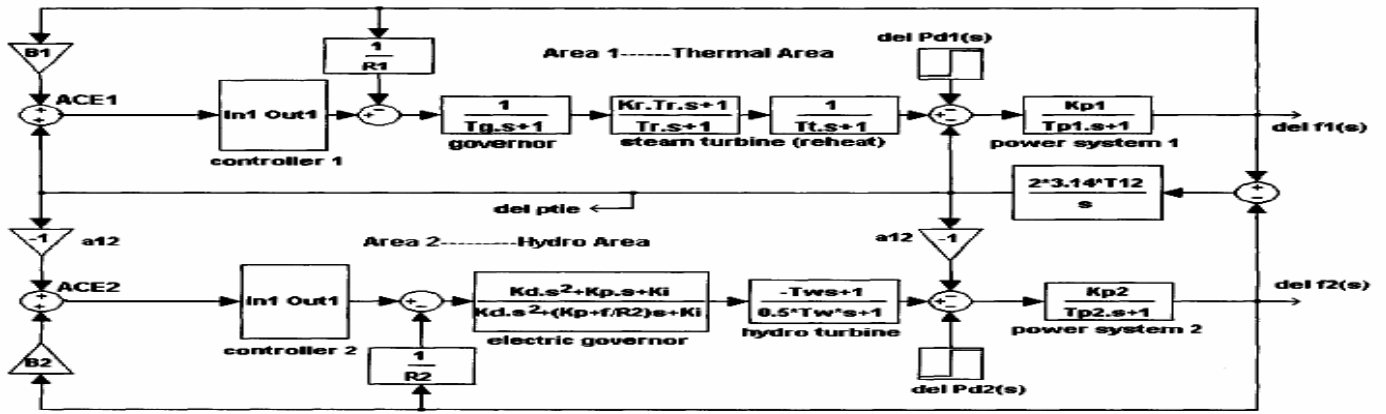 B1
1
R1
Area 1------Thermal Area
del Pd1(s)
ACE1
In1 Out1
controller 1
1
Tg.s+1
governor
Kr.Tr.s+1
Tr.s+1
1
Tt.s+1
steam turbine (reheat)
Kp1
Tp1.s+1
power system 1
del f1(s)
2*3.14*T12
s
del ptie
-1
a12
Area 2---------Hydro Area
a12
-1
ACE2
In1 Out1
controller 2
Kd.s²+Kp.s+Ki
Kd.s²+(Kp+f/R2)s+Ki
electric governor
-Tws+1
0.5*Tw*s+1
hydro turbine
Kp2
Tp2.s+1
power system 2
del f2(s)
B2
1
R2
del Pd2(s)